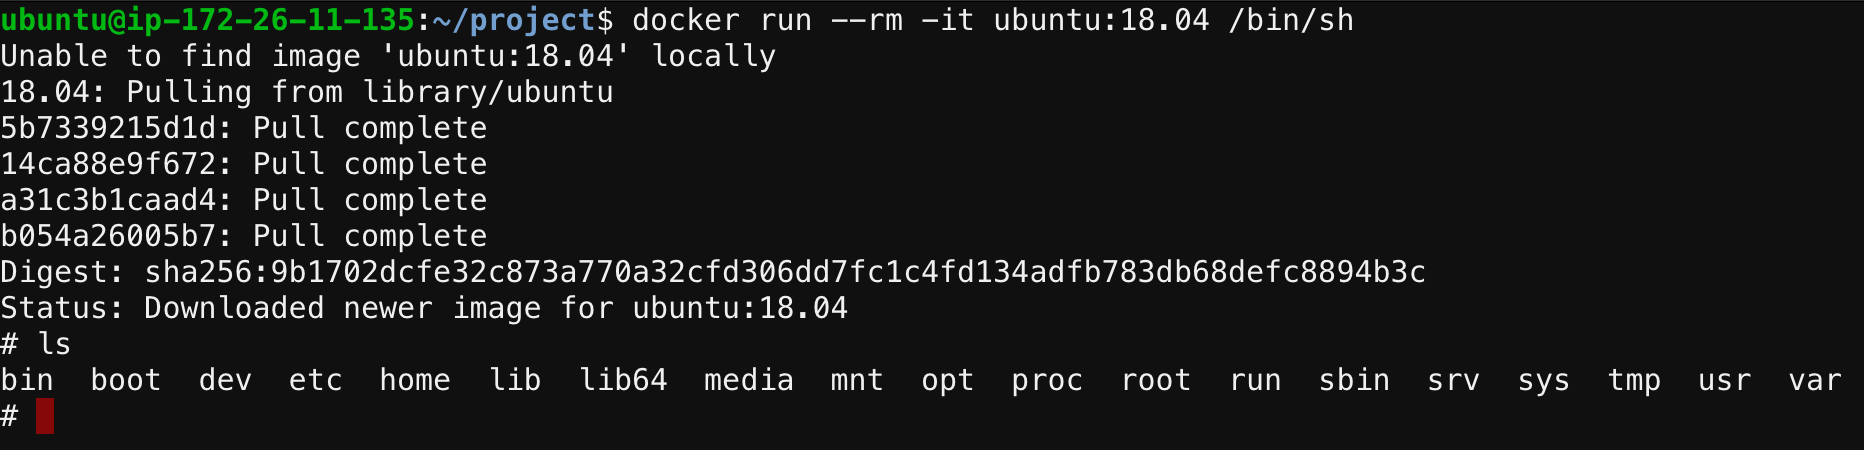 ubuntu@ip-172-26-11-135:~/project$ docker run --rm -it ubuntu:18.04 /bin/sh
Unable to find image 'ubuntu:18.04' locally
18.04: Pulling from library/ubuntu
5b7339215d1d: Pull complete
14ca88e9f672: Pull complete
a31c3b1caad4: Pull complete
b054a26005b7: Pull complete
Digest: sha256:9b1702dcfe32c873a770a32cfd306dd7fc1c4fd134adfb783db68defc8894b3c
Status: Downloaded newer image for ubuntu:18.04
# ls
bin  boot  dev  etc  home  lib  lib64  media  mnt  opt  proc  root  run  sbin  srv  sys  tmp  usr  var
#